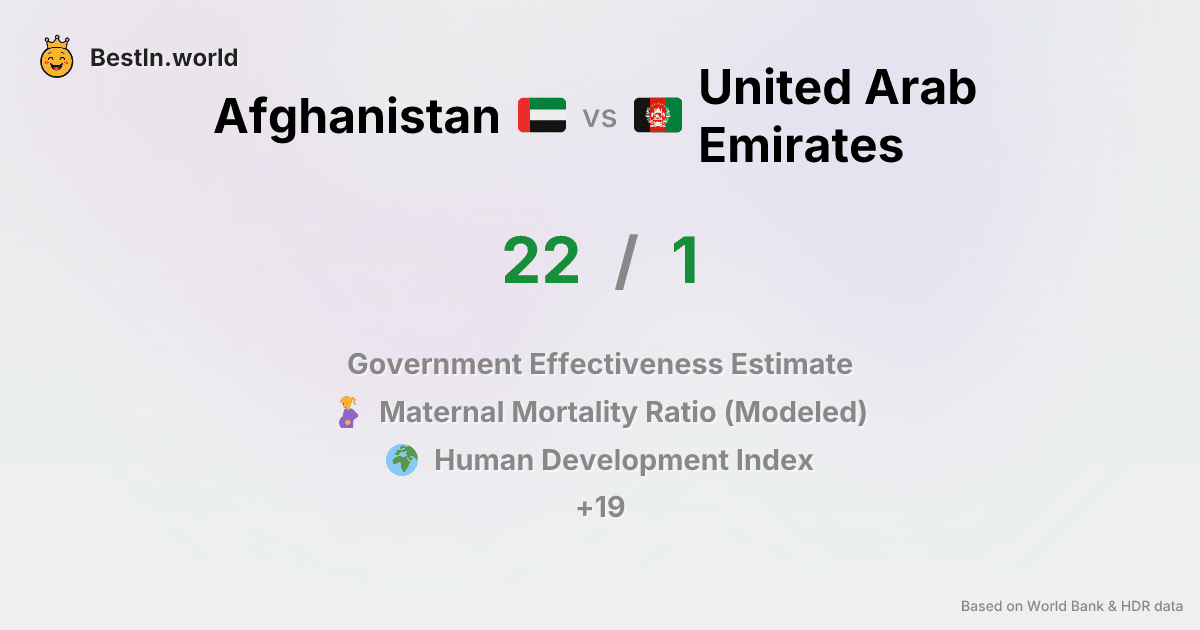 BestIn.world
Afghanistan vs United Arab
Emirates
22 / 1
Government Effectiveness Estimate
Maternal Mortality Ratio (Modeled)
Human Development Index
+19
Based on World Bank & HDR data